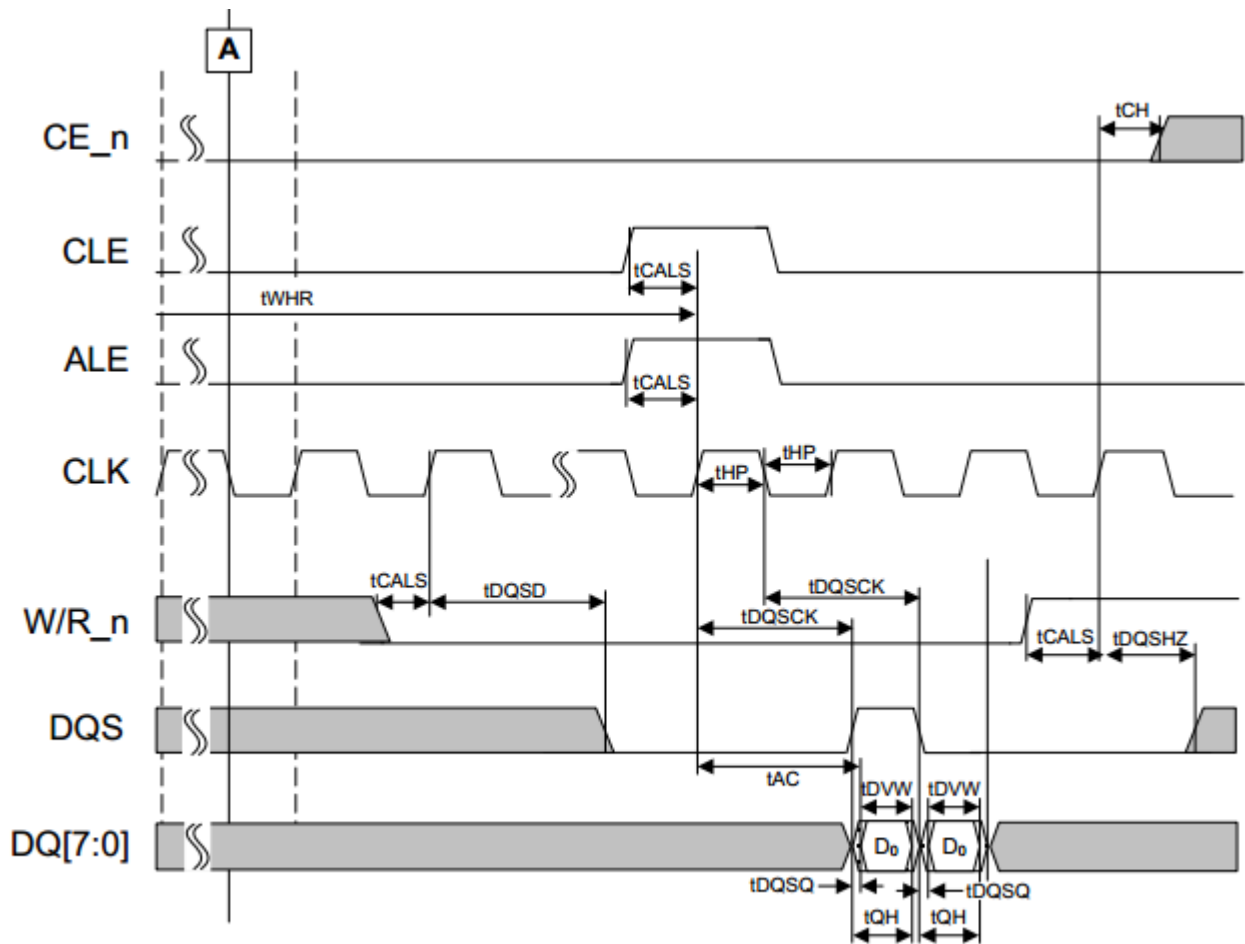 A
CE_n
tCH
CLE
tCALS
tWHR
ALE
tCALS
CLK
tHP
tHP
tCALS
tDQSD
tDQSCK
W/R_n
tDQSCK
tCALS
tDQSHZ
DQS
tAC
tDVW
tDVW
DQ[7:0]
D₀
D₀
tDQSQ
tDQSQ
tQH
tQH